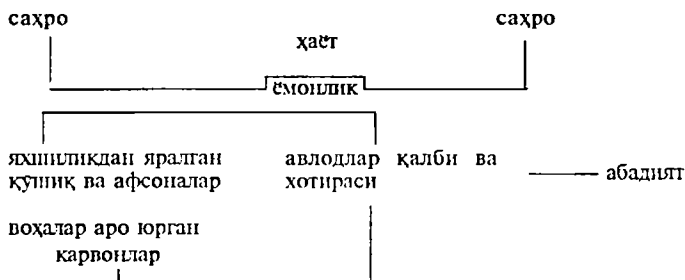 саҳро саҳро
ҳаёт
ёмонлик
яхшиликдан яралган авлодлар қалби ва
қўшиқ ва афсоналар хотираси абадият
воҳалар аро юрган
карвонлар